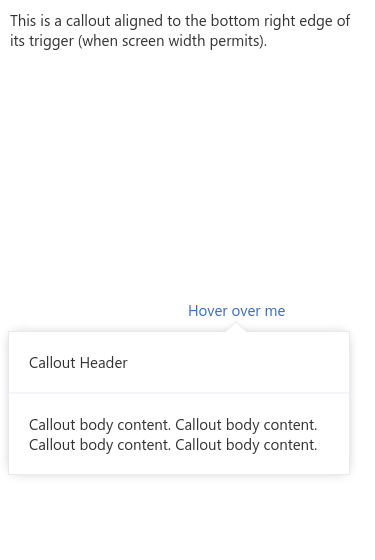 This is a callout aligned to the bottom right edge of
its trigger (when screen width permits).
Hover over me
Callout Header
Callout body content. Callout body content.
Callout body content. Callout body content.